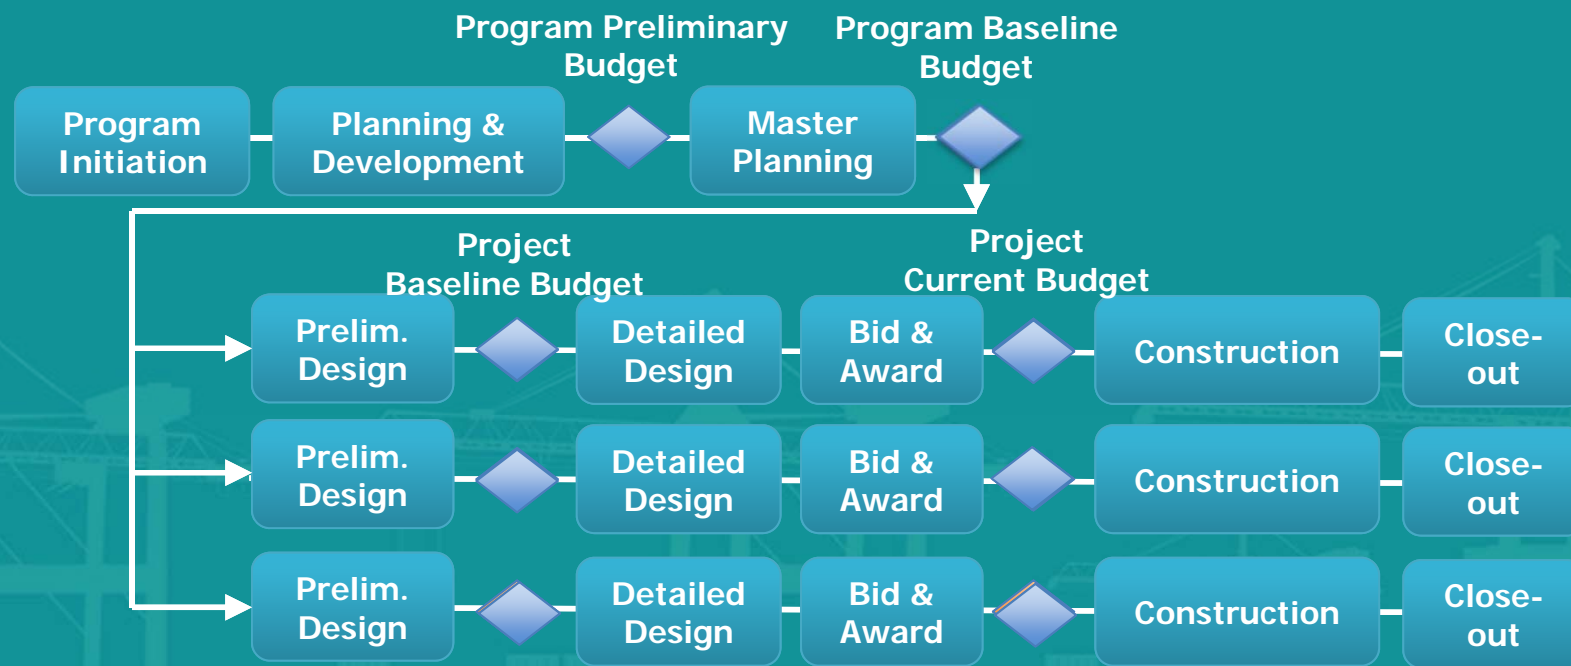 Program Preliminary
Budget
Program Baseline
Budget
Program
Initiation
Planning &
Development
Master
Planning
Project
Baseline Budget
Project
Current Budget
Prelim.
Design
Detailed
Design
Bid &
Award
Construction
Close-
out
Prelim.
Design
Detailed
Design
Bid &
Award
Construction
Close-
out
Prelim.
Design
Detailed
Design
Bid &
Award
Construction
Close-
out